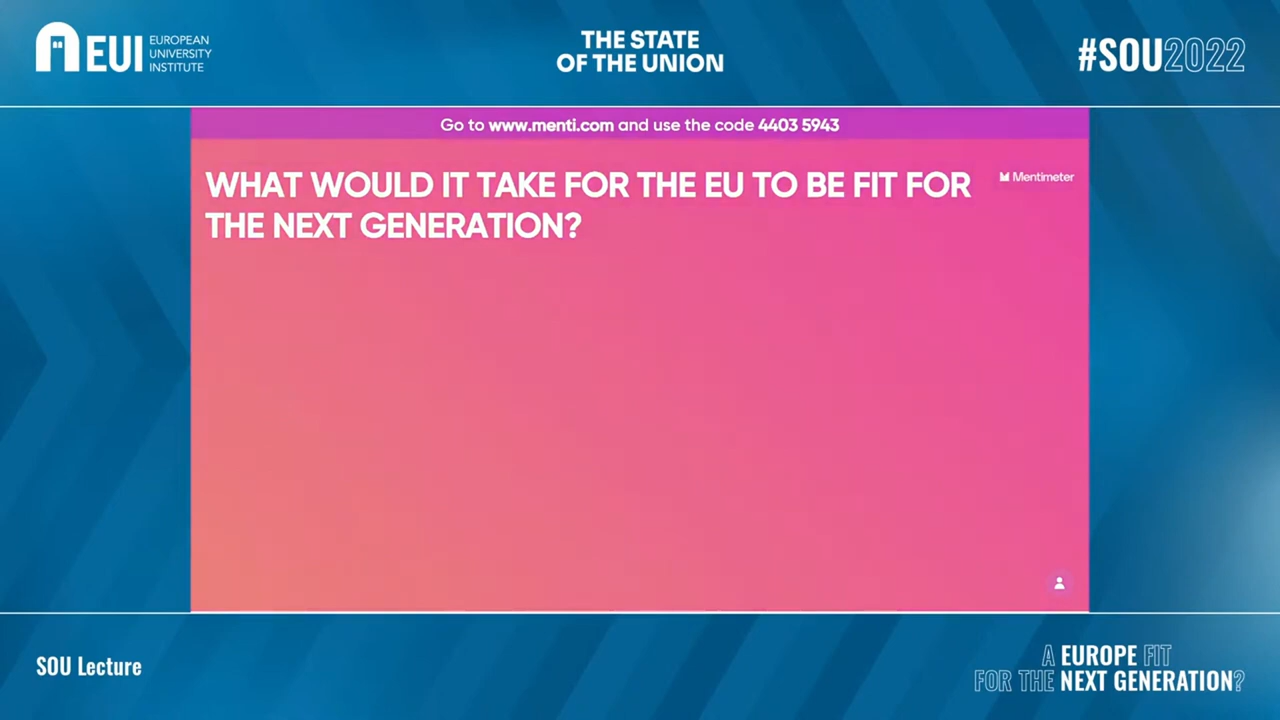 EUI
EUROPEAN
UNIVERSITY
INSTITUTE
THE STATE
OF THE UNION
#SOU2022
Go to www.menti.com and use the code 4403 5943
WHAT WOULD IT TAKE FOR THE EU TO BE FIT FOR
THE NEXT GENERATION?
Mentimeter
SOU Lecture
A EUROPE FIT
FOR THE NEXT GENERATION?